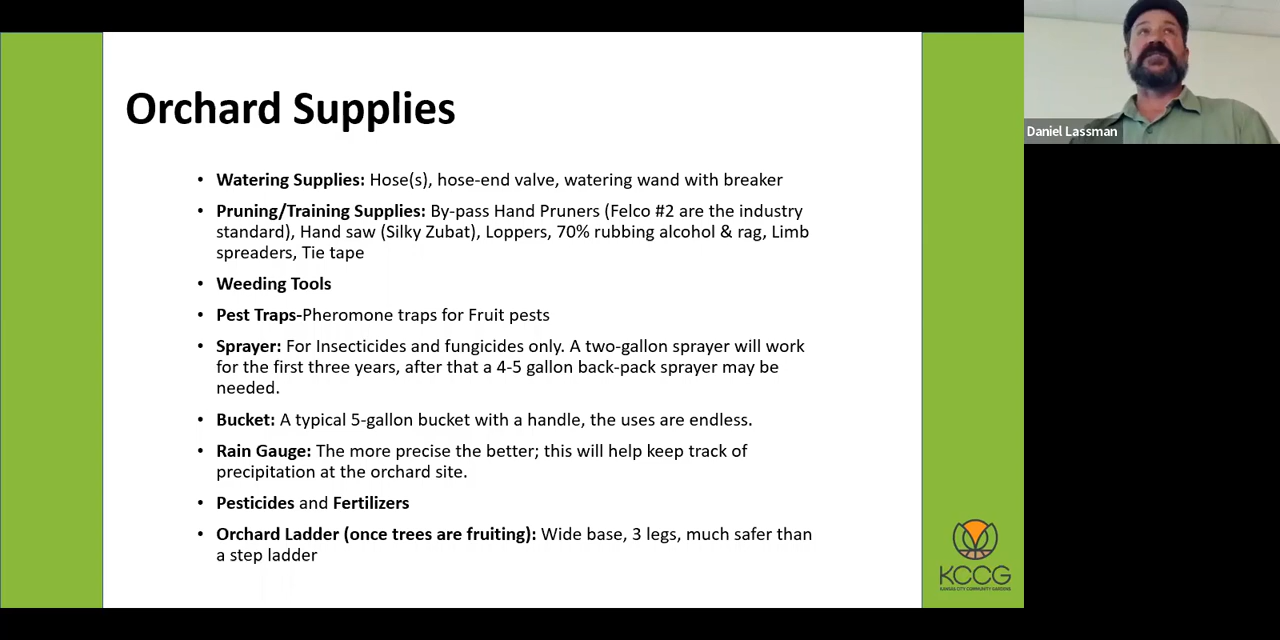 Orchard Supplies
• Watering Supplies: Hose(s), hose-end valve, watering wand with breaker
• Pruning/Training Supplies: By-pass Hand Pruners (Felco #2 are the industry
standard), Hand saw (Silky Zubat), Loppers, 70% rubbing alcohol & rag, Limb
spreaders, Tie tape
• Weeding Tools
• Pest Traps-Pheromone traps for Fruit pests
• Sprayer: For Insecticides and fungicides only. A two-gallon sprayer will work
for the first three years, after that a 4-5 gallon back-pack sprayer may be
needed.
• Bucket: A typical 5-gallon bucket with a handle, the uses are endless.
• Rain Gauge: The more precise the better; this will help keep track of
precipitation at the orchard site.
• Pesticides and Fertilizers
• Orchard Ladder (once trees are fruiting): Wide base, 3 legs, much safer than
a step ladder
KCCG
KANSAS CITY COMMUNITY GARDENS
Daniel Lassman